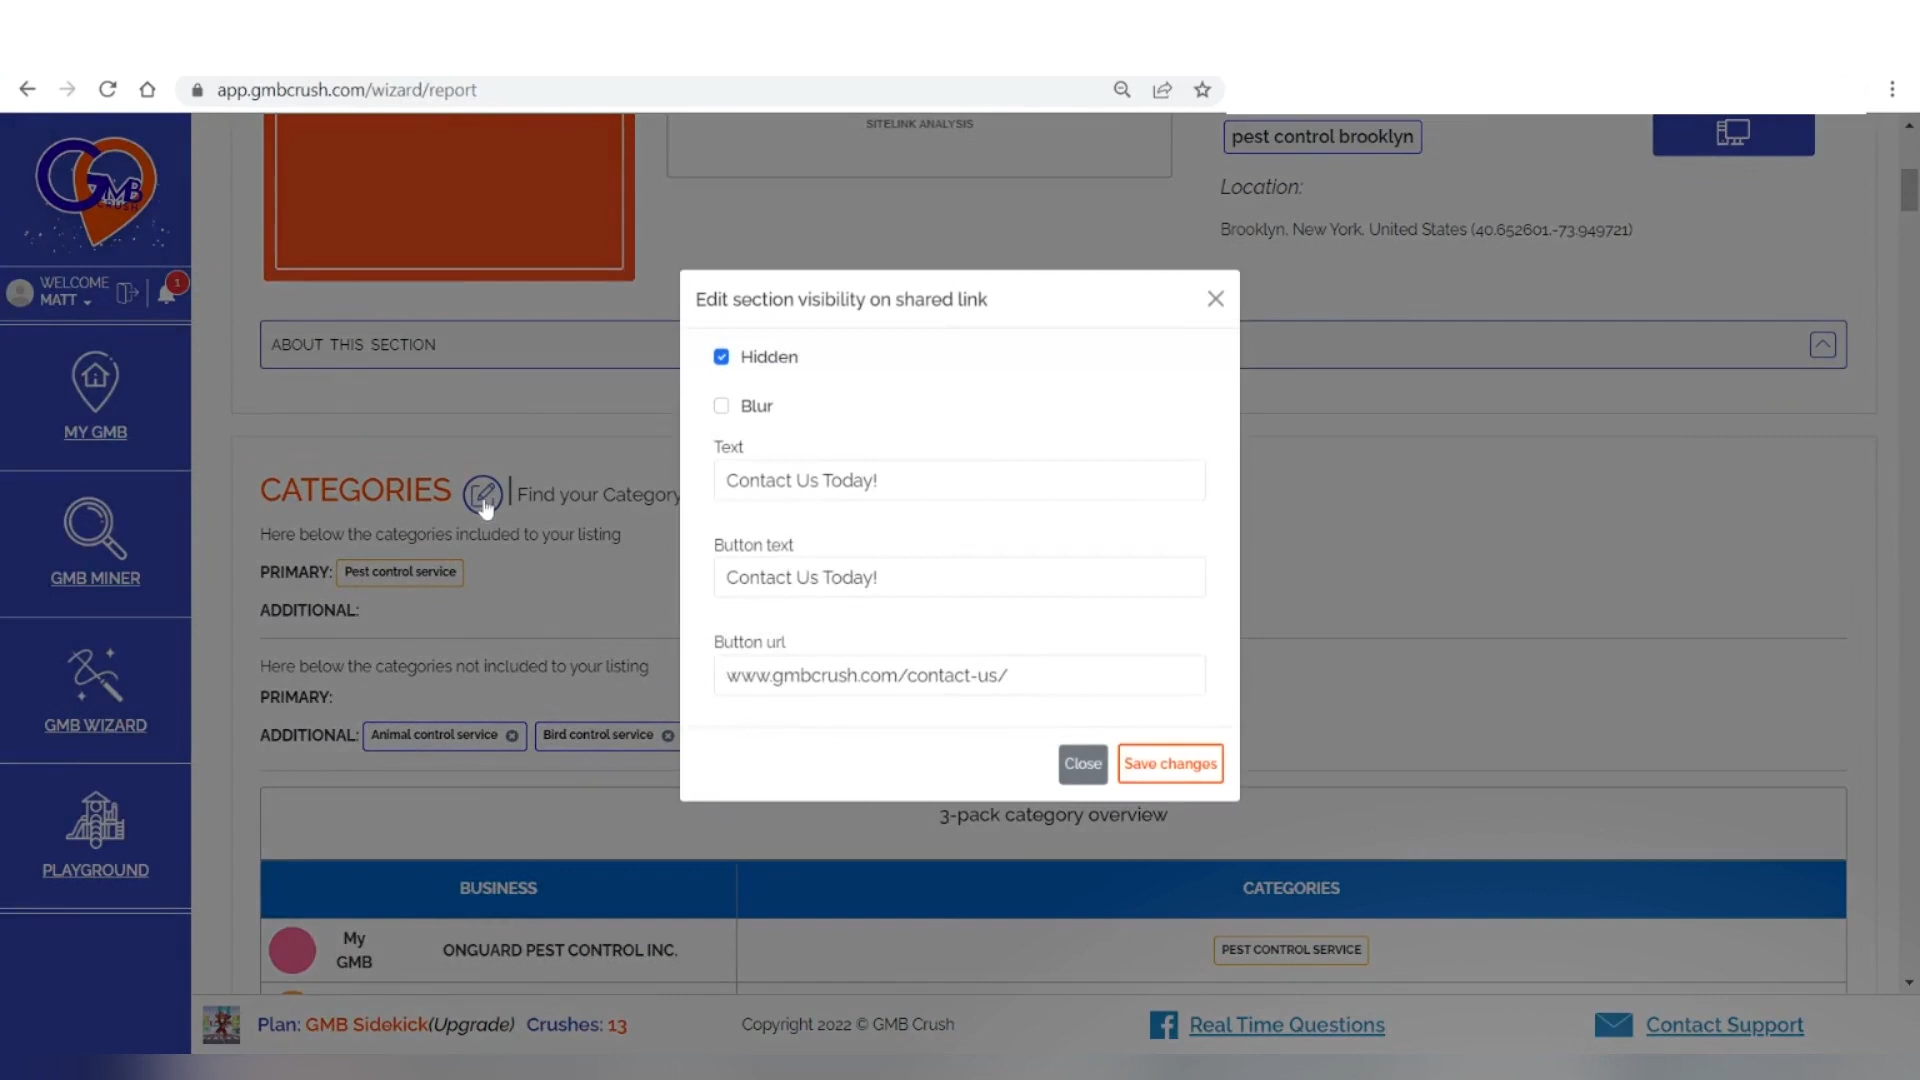 app.gmbcrush.com/wizard/report
GMB
CRUSH
WELCOME
MATT
1
MY GMB
GMB MINER
GMB WIZARD
PLAYGROUND
SITELINK ANALYSIS
pest control brooklyn
Location:
Brooklyn, New York, United States (40.652601,-73.949721)
ABOUT THIS SECTION
CATEGORIES | Find your Category
Here below the categories included to your listing
PRIMARY: Pest control service
ADDITIONAL:
Here below the categories not included to your listing
PRIMARY:
ADDITIONAL: Animal control service Bird control service
Edit section visibility on shared link
Hidden
Blur
Text
Contact Us Today!
Button text
Contact Us Today!
Button url
www.gmbcrush.com/contact-us/
Close Save changes
3-pack category overview
BUSINESS CATEGORIES
My
GMB
ONGUARD PEST CONTROL INC.
PEST CONTROL SERVICE
Plan: GMB Sidekick(Upgrade) Crushes: 13
Copyright 2022 © GMB Crush
Real Time Questions
Contact Support